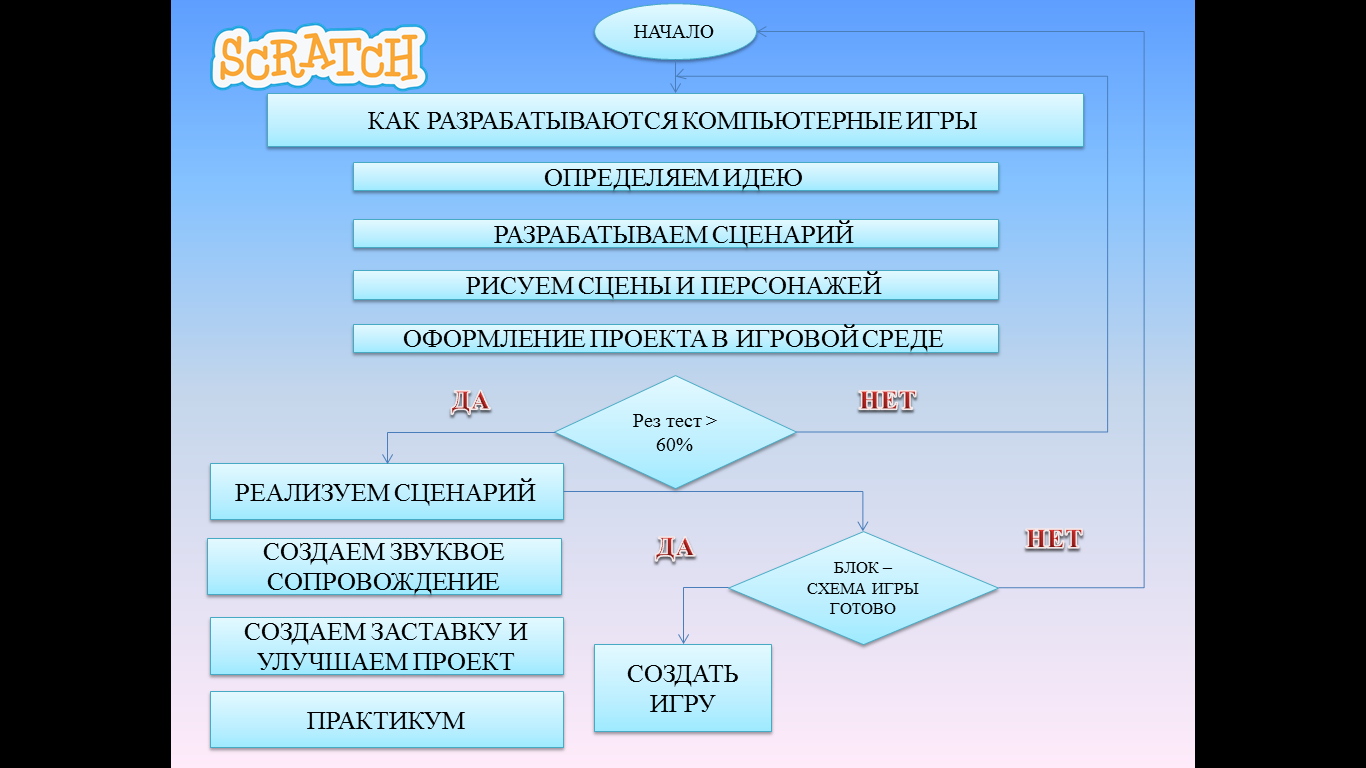 SCRATCH
НАЧАЛО
КАК РАЗРАБАТЫВАЮТСЯ КОМПЬЮТЕРНЫЕ ИГРЫ
ОПРЕДЕЛЯЕМ ИДЕЮ
РАЗРАБАТЫВАЕМ СЦЕНАРИЙ
РИСУЕМ СЦЕНЫ И ПЕРСОНАЖЕЙ
ОФОРМЛЕНИЕ ПРОЕКТА В ИГРОВОЙ СРЕДЕ
ДА
НЕТ
Рез тест >
60%
РЕАЛИЗУЕМ СЦЕНАРИЙ
СОЗДАЕМ ЗВУКВОЕ
СОПРОВОЖДЕНИЕ
ДА
НЕТ
БЛОК –
СХЕМА ИГРЫ
ГОТОВО
СОЗДАЕМ ЗАСТАВКУ И
УЛУЧШАЕМ ПРОЕКТ
СОЗДАТЬ
ИГРУ
ПРАКТИКУМ